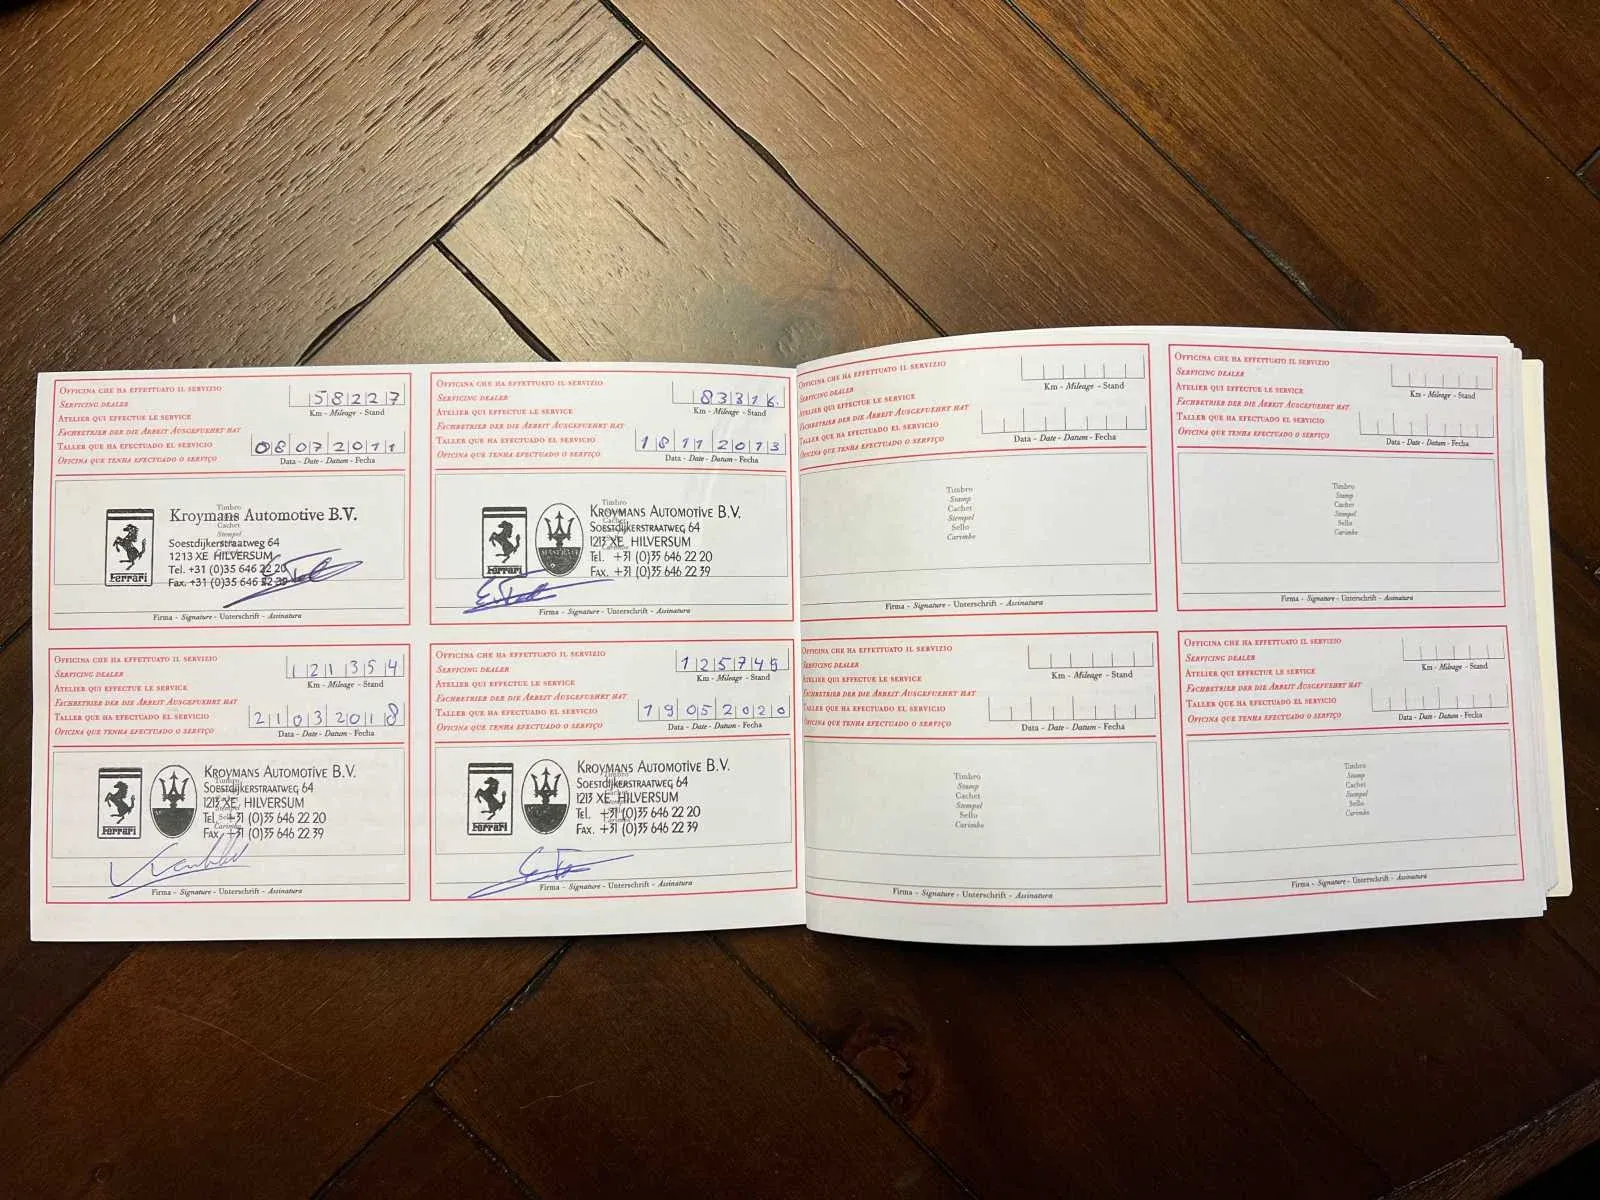 OFFICINA CHE HA EFFETTUATO IL SERVIZIO
SERVICING DEALER
ATELIER QUI EFFECTUE LE SERVICE
FACHBETRIEB DER DIE ARBEIT AUSGEFUEHRT HAT
TALLER QUE HA EFECTUADO EL SERVICIO
OFICINA QUE TENHA EFECTUADO O SERVIÇO
58227
Km - Mileage - Stand
08072011
Data - Date - Datum - Fecha
Timbro
Stamp
Cachet
Stempel
Ferrari
Kroymans Automotive B.V.
Soestdijkerstraatweg 64
1213 XE HILVERSUM
Tel. +31 (0)35 646 22 20
Fax. +31 (0)35 646 22 39
Firma - Signature - Unterschrift - Assinatura
OFFICINA CHE HA EFFETTUATO IL SERVIZIO
SERVICING DEALER
ATELIER QUI EFFECTUE LE SERVICE
FACHBETRIEB DER DIE ARBEIT AUSGEFUEHRT HAT
TALLER QUE HA EFECTUADO EL SERVICIO
OFICINA QUE TENHA EFECTUADO O SERVIÇO
83316.
Km - Mileage - Stand
18112013
Data - Date - Datum - Fecha
Timbro
Ferrari
MASERATI
KROYMANS AUTOMOTIVE B.V.
SOESTDIJKERSTRAATWEG 64
1213 XE HILVERSUM
TEL. +31 (0)35 646 22 20
FAX. +31 (0)35 646 22 39
Firma - Signature - Unterschrift - Assinatura
OFFICINA CHE HA EFFETTUATO IL SERVIZIO
SERVICING DEALER
ATELIER QUI EFFECTUE LE SERVICE
FACHBETRIEB DER DIE ARBEIT AUSGEFUEHRT HAT
TALLER QUE HA EFECTUADO EL SERVICIO
OFICINA QUE TENHA EFECTUADO O SERVIÇO
121354
Km - Mileage - Stand
21032018
Data - Date - Datum - Fecha
Timbro
Ferrari
KROYMANS AUTOMOTIVE B.V.
SOESTDIJKERSTRAATWEG 64
1213 XE HILVERSUM
TEL. +31 (0)35 646 22 20
FAX. +31 (0)35 646 22 39
Firma - Signature - Unterschrift - Assinatura
OFFICINA CHE HA EFFETTUATO IL SERVIZIO
SERVICING DEALER
ATELIER QUI EFFECTUE LE SERVICE
FACHBETRIEB DER DIE ARBEIT AUSGEFUEHRT HAT
TALLER QUE HA EFECTUADO EL SERVICIO
OFICINA QUE TENHA EFECTUADO O SERVIÇO
Km - Mileage - Stand
19052020
Data - Date - Datum - Fecha
Timbro
Ferrari
KROYMANS AUTOMOTIVE B.V.
SOESTDIJKERSTRAATWEG 64
1213 XE HILVERSUM
TEL. +31 (0)35 646 22 20
FAX. +31 (0)35 646 22 39
Firma - Signature - Unterschrift - Assinatura
OFFICINA CHE HA EFFETTUATO IL SERVIZIO
SERVICING DEALER
ATELIER QUI EFFECTUE LE SERVICE
FACHBETRIEB DER DIE ARBEIT AUSGEFUEHRT HAT
TALLER QUE HA EFECTUADO EL SERVICIO
OFICINA QUE TENHA EFECTUADO O SERVIÇO
Km - Mileage - Stand
Data - Date - Datum - Fecha
Timbro
Stamp
Cachet
Stempel
Sello
Carimbo
Firma - Signature - Unterschrift - Assinatura
OFFICINA CHE HA EFFETTUATO IL SERVIZIO
SERVICING DEALER
ATELIER QUI EFFECTUE LE SERVICE
FACHBETRIEB DER DIE ARBEIT AUSGEFUEHRT HAT
TALLER QUE HA EFECTUADO EL SERVICIO
OFICINA QUE TENHA EFECTUADO O SERVIÇO
Km - Mileage - Stand
Data - Date - Datum - Fecha
Timbro
Stamp
Cachet
Stempel
Sello
Carimbo
Firma - Signature - Unterschrift - Assinatura
OFFICINA CHE HA EFFETTUATO IL SERVIZIO
SERVICING DEALER
ATELIER QUI EFFECTUE LE SERVICE
FACHBETRIEB DER DIE ARBEIT AUSGEFUEHRT HAT
TALLER QUE HA EFECTUADO EL SERVICIO
OFICINA QUE TENHA EFECTUADO O SERVIÇO
Km - Mileage - Stand
Data - Date - Datum - Fecha
Timbro
Stamp
Cachet
Stempel
Sello
Carimbo
Firma - Signature - Unterschrift - Assinatura
OFFICINA CHE HA EFFETTUATO IL SERVIZIO
SERVICING DEALER
ATELIER QUI EFFECTUE LE SERVICE
FACHBETRIEB DER DIE ARBEIT AUSGEFUEHRT HAT
TALLER QUE HA EFECTUADO EL SERVICIO
OFICINA QUE TENHA EFECTUADO O SERVIÇO
Km - Mileage - Stand
Data - Date - Datum - Fecha
Timbro
Stamp
Cachet
Stempel
Sello
Carimbo
Firma - Signature - Unterschrift - Assinatura